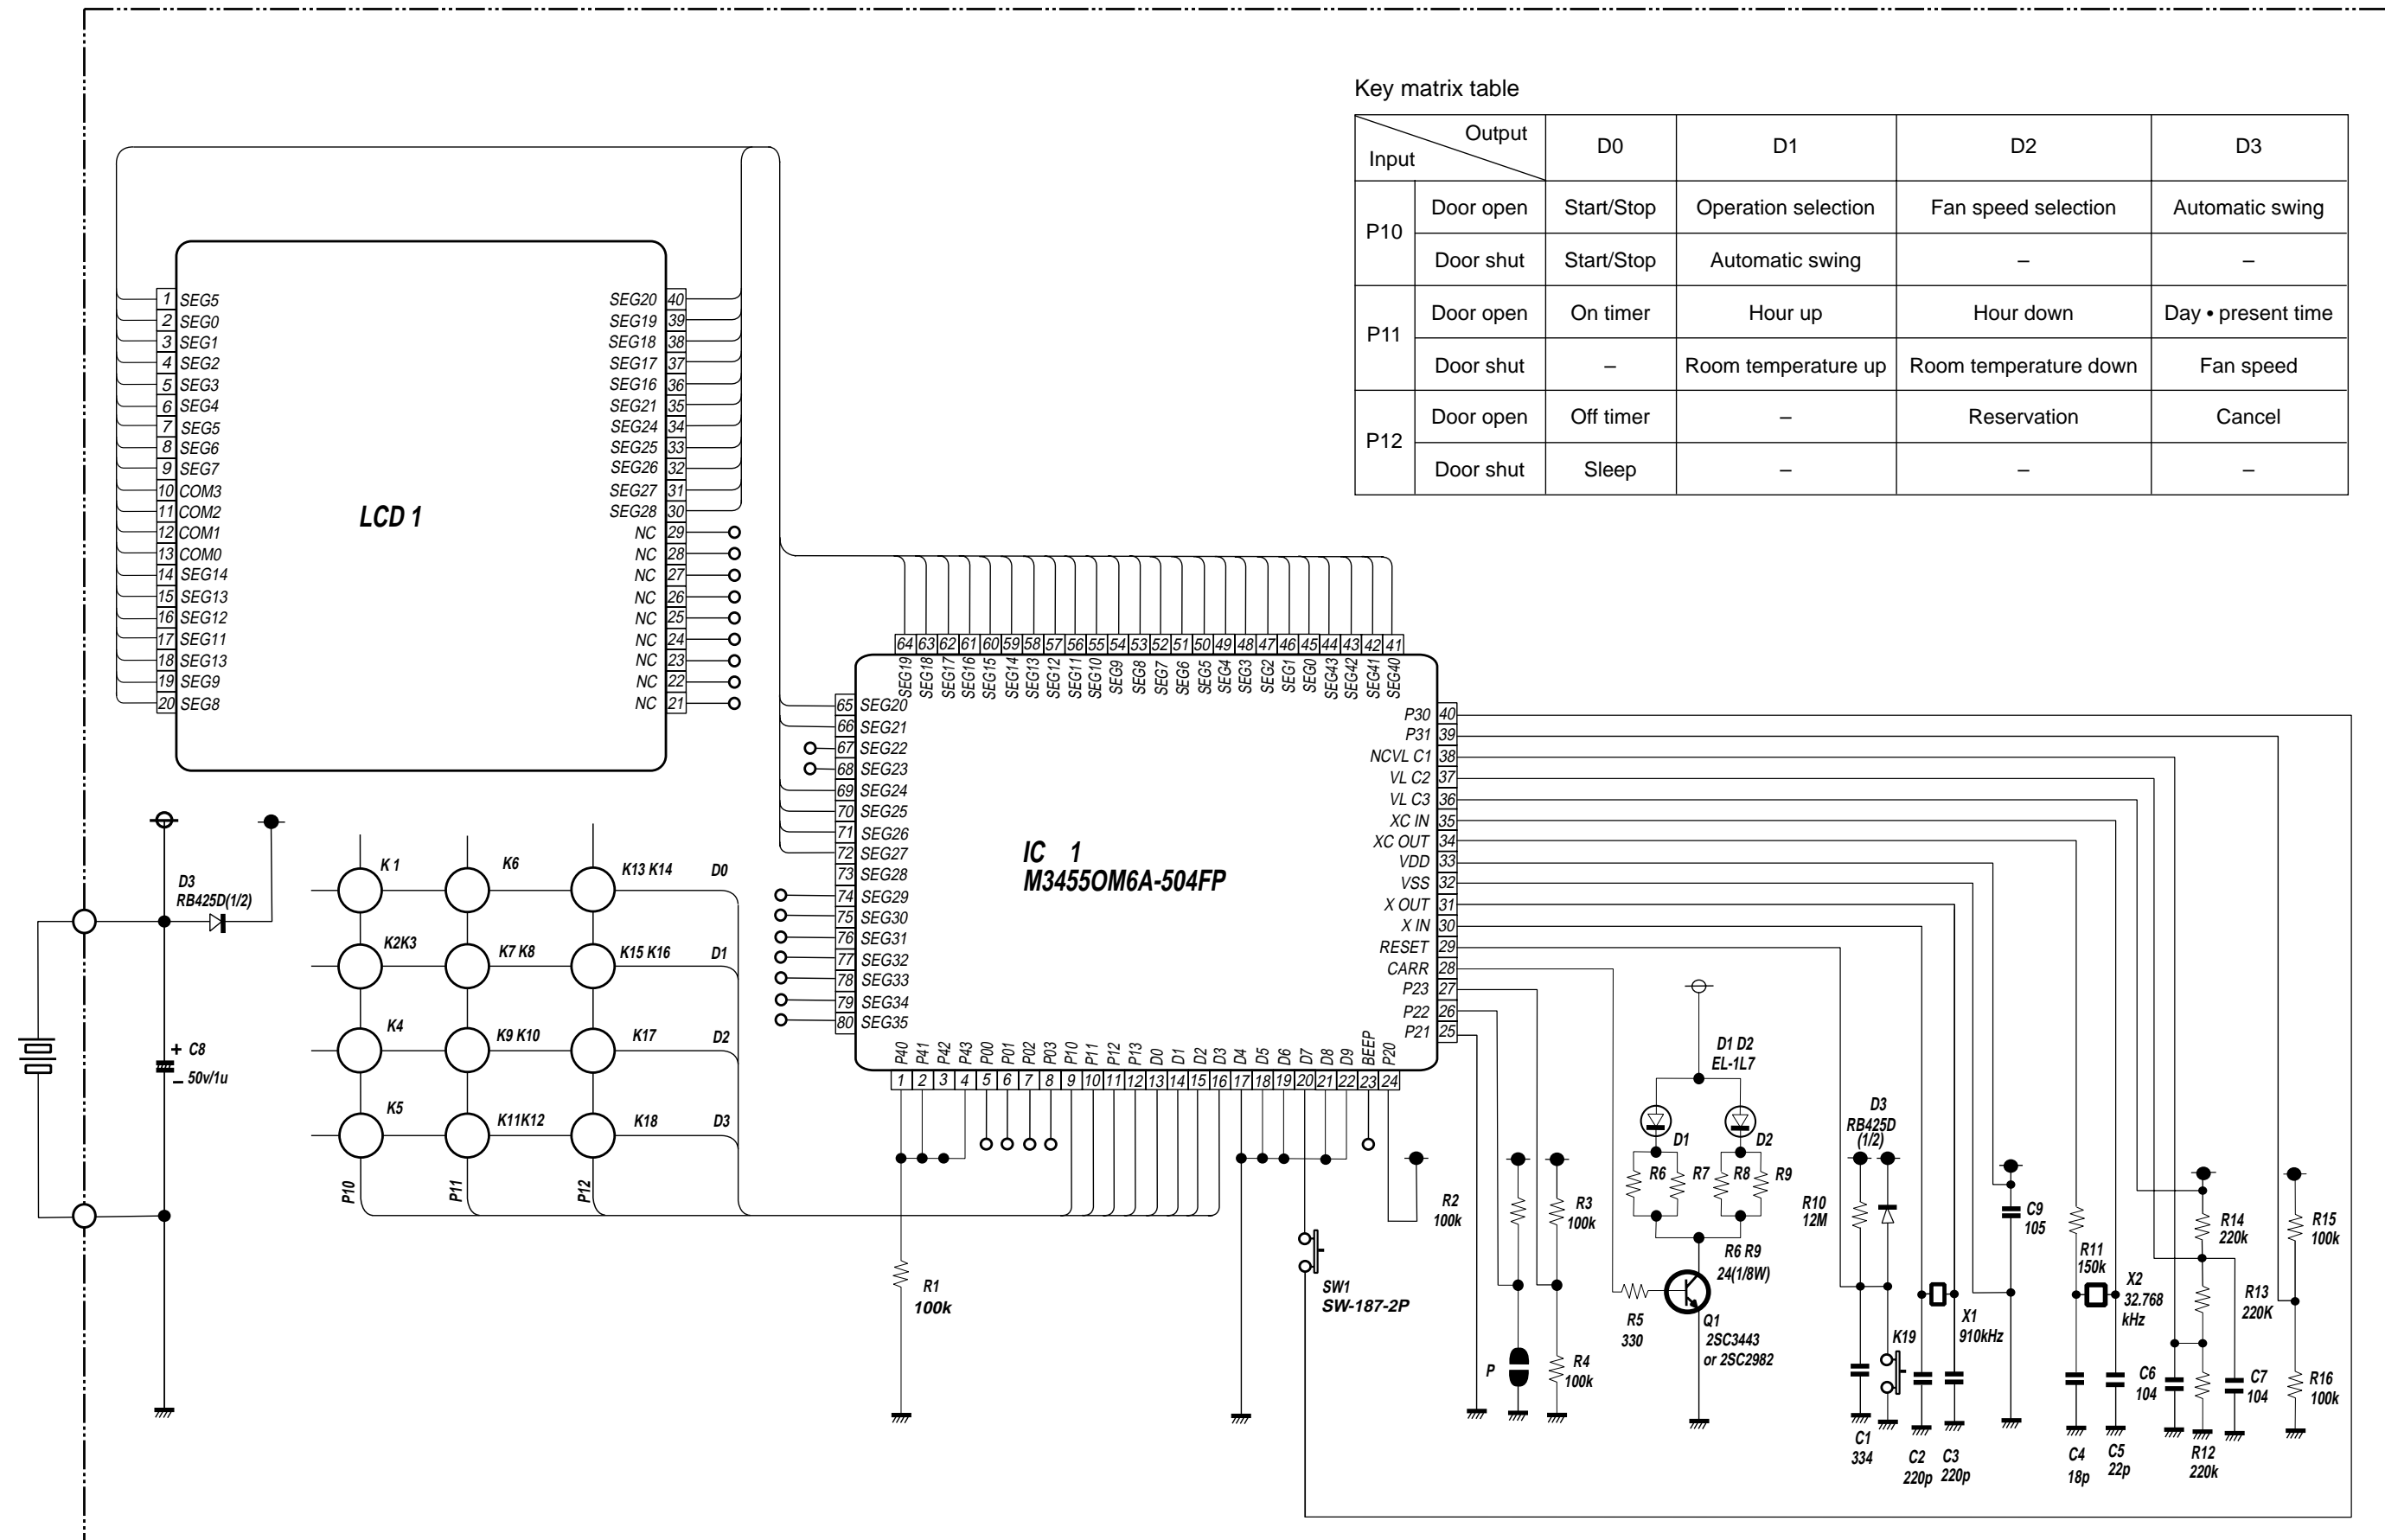 Key matrix table
Output
Input
D0
D1
D2
D3
P10
Door open
Start/Stop
Operation selection
Fan speed selection
Automatic swing
Door shut
Start/Stop
Automatic swing
–
–
P11
Door open
On timer
Hour up
Hour down
Day • present time
Door shut
–
Room temperature up
Room temperature down
Fan speed
P12
Door open
Off timer
–
Reservation
Cancel
Door shut
Sleep
–
–
–
LCD 1
1 SEG5
2 SEG0
3 SEG1
4 SEG2
5 SEG3
6 SEG4
7 SEG5
8 SEG6
9 SEG7
10 COM3
11 COM2
12 COM1
13 COM0
14 SEG14
15 SEG13
16 SEG12
17 SEG11
18 SEG13
19 SEG9
20 SEG8
SEG20 40
SEG19 39
SEG18 38
SEG17 37
SEG16 36
SEG21 35
SEG24 34
SEG25 33
SEG26 32
SEG27 31
SEG28 30
NC 29
NC 28
NC 27
NC 26
NC 25
NC 24
NC 23
NC 22
NC 21
64 63 62 61 60 59 58 57 56 55 54 53 52 51 50 49 48 47 46 45 44 43 42 41
SEG19 SEG18 SEG17 SEG16 SEG15 SEG14 SEG13 SEG12 SEG11 SEG10 SEG9 SEG8 SEG7 SEG6 SEG5 SEG4 SEG3 SEG2 SEG1 SEG0 SEG43 SEG42 SEG41 SEG40
65 SEG20
66 SEG21
67 SEG22
68 SEG23
69 SEG24
70 SEG25
71 SEG26
72 SEG27
73 SEG28
74 SEG29
75 SEG30
76 SEG31
77 SEG32
78 SEG33
79 SEG34
80 SEG35
IC 1
M3455OM6A-504FP
P30 40
P31 39
NCVL C1 38
VL C2 37
VL C3 36
XC IN 35
XC OUT 34
VDD 33
VSS 32
X OUT 31
X IN 30
RESET 29
CARR 28
P23 27
P22 26
P21 25
P40 P41 P42 P43 P00 P01 P02 P03 P10 P11 P12 P13 D0 D1 D2 D3 D4 D5 D6 D7 D8 D9 BEEP P20
1 2 3 4 5 6 7 8 9 10 11 12 13 14 15 16 17 18 19 20 21 22 23 24
D3
RB425D(1/2)
+ C8
– 50v/1u
K 1
K6
K13 K14
D0
K2K3
K7 K8
K15 K16
D1
K4
K9 K10
K17
D2
K5
K11K12
K18
D3
P10
P11
P12
R1
100k
SW1
SW-187-2P
R2
100k
R3
100k
P
R4
100k
D1 D2
EL-1L7
D1
D2
R6
R7
R8
R9
R6 R9
24(1/8W)
R5
330
Q1
2SC3443
or 2SC2982
D3
RB425D
(1/2)
R10
12M
K19
C1
334
X1
910kHz
C2
220p
C3
220p
C9
105
R11
150k
X2
32.768
kHz
C4
18p
C5
22p
R14
220k
R13
220K
C6
104
C7
104
R12
220k
R15
100k
R16
100k